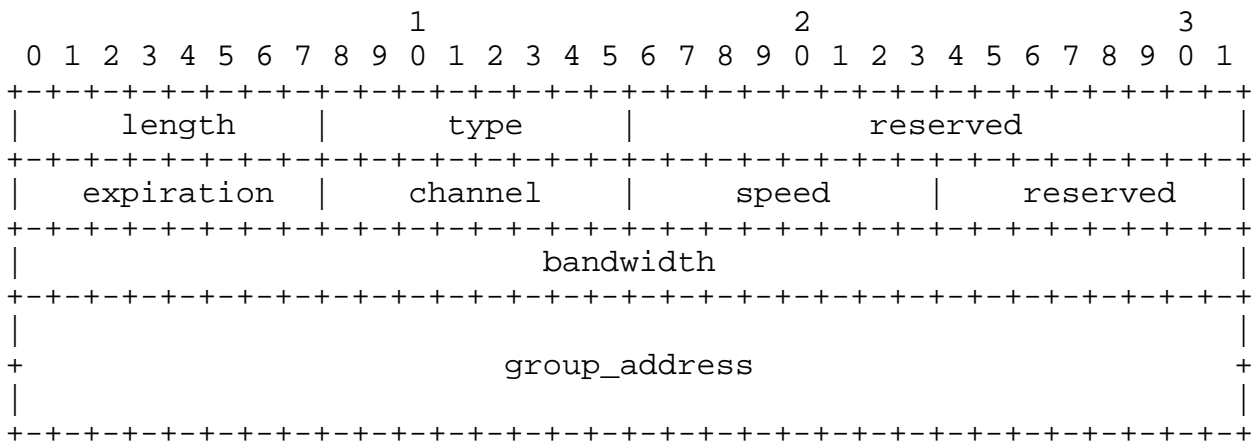 1                   2                   3
 0 1 2 3 4 5 6 7 8 9 0 1 2 3 4 5 6 7 8 9 0 1 2 3 4 5 6 7 8 9 0 1
+-+-+-+-+-+-+-+-+-+-+-+-+-+-+-+-+-+-+-+-+-+-+-+-+-+-+-+-+-+-+-+-+
|     length    |      type     |            reserved           |
+-+-+-+-+-+-+-+-+-+-+-+-+-+-+-+-+-+-+-+-+-+-+-+-+-+-+-+-+-+-+-+-+
|   expiration  |    channel    |     speed     |    reserved   |
+-+-+-+-+-+-+-+-+-+-+-+-+-+-+-+-+-+-+-+-+-+-+-+-+-+-+-+-+-+-+-+-+
|                           bandwidth                           |
+-+-+-+-+-+-+-+-+-+-+-+-+-+-+-+-+-+-+-+-+-+-+-+-+-+-+-+-+-+-+-+-+
|                                                               |
+                         group_address                         +
|                                                               |
+-+-+-+-+-+-+-+-+-+-+-+-+-+-+-+-+-+-+-+-+-+-+-+-+-+-+-+-+-+-+-+-+